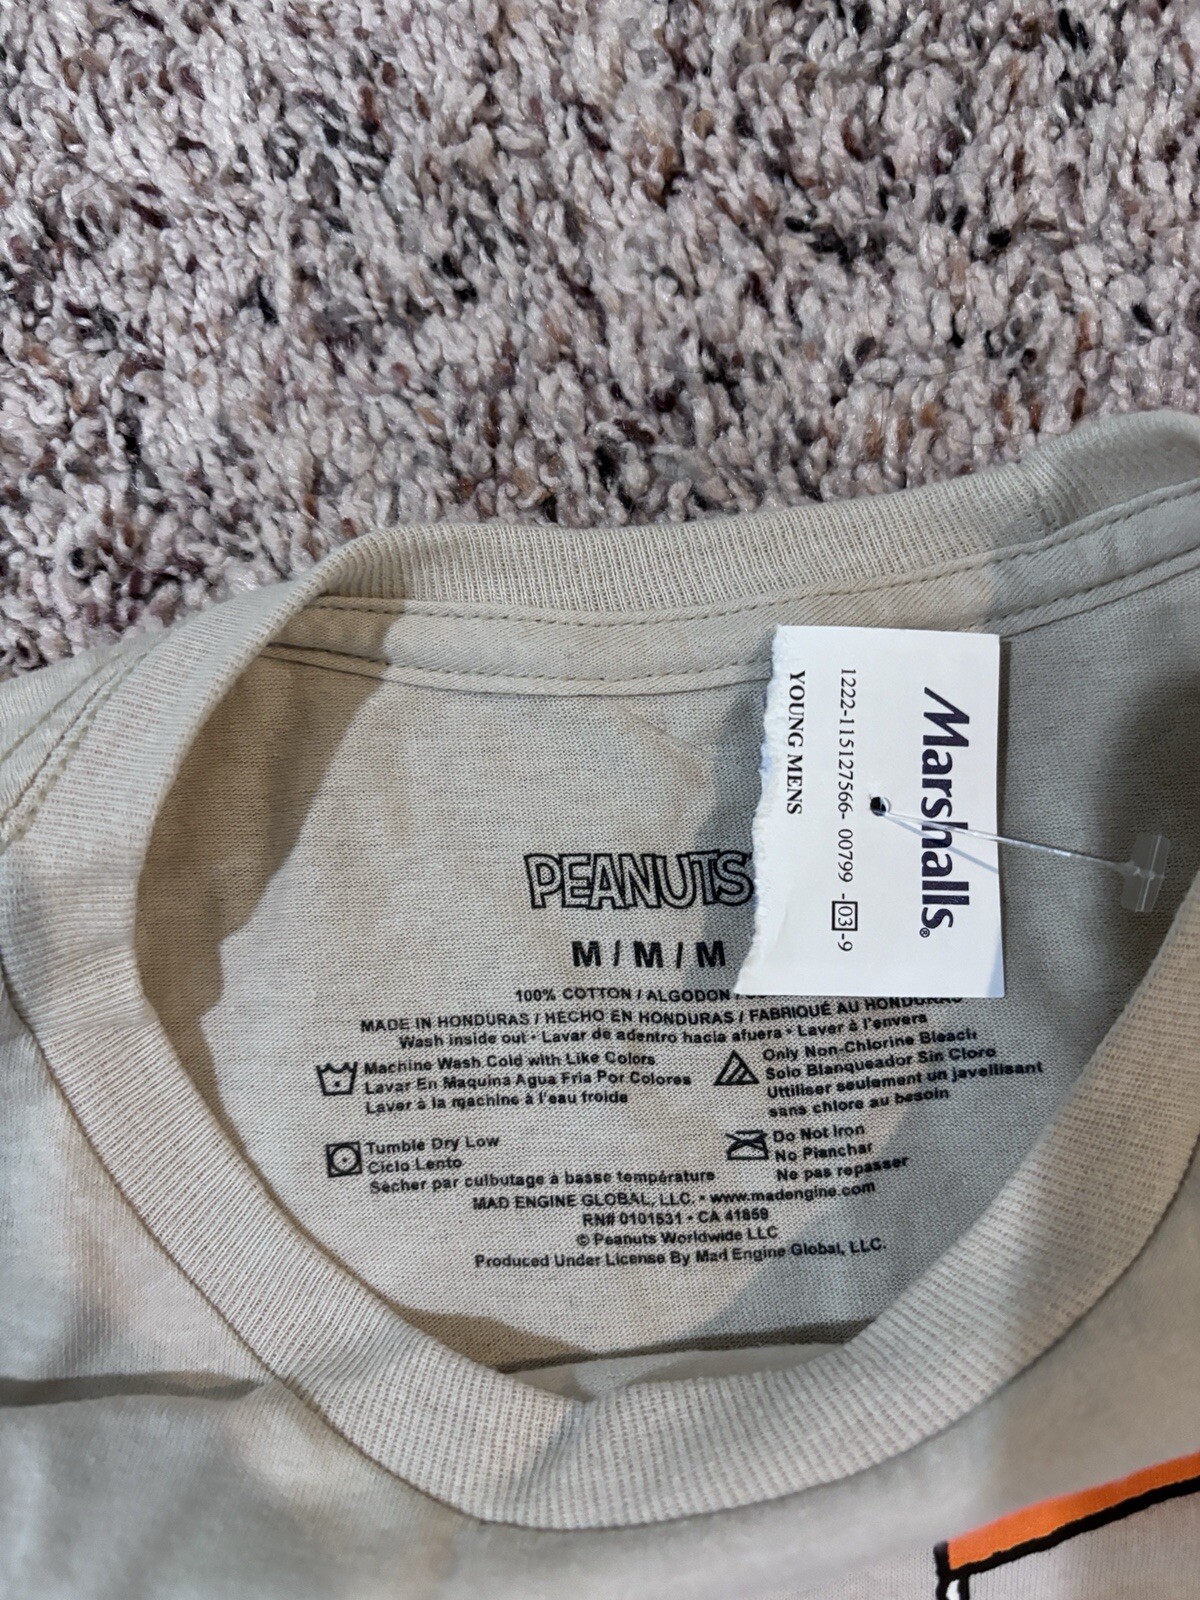 Marshalls®
1222-115127566- 00799 -03-9
YOUNG MENS
PEANUTS
M / M / M
100% COTTON / ALGODON /
MADE IN HONDURAS / HECHO EN HONDURAS / FABRIQUÉ AU HONDURAS
Wash inside out • Lavar de adentro hacia afuera • Laver à l'envers
Machine Wash Cold with Like Colors
Lavar En Maquina Agua Fria Por Colores
Laver à la machine à l'eau froide
Only Non-Chlorine Bleach
Solo Blanqueador Sin Cloro
Uttiliser seulement un javellisant
sans chlore au besoin
Tumble Dry Low
Ciclo Lento
Sécher par culbutage à basse température
Do Not Iron
No Planchar
Ne pas repasser
MAD ENGINE GLOBAL, LLC. • www.madengine.com
RN# 0101531 • CA 41859
© Peanuts Worldwide LLC
Produced Under License By Mad Engine Global, LLC.